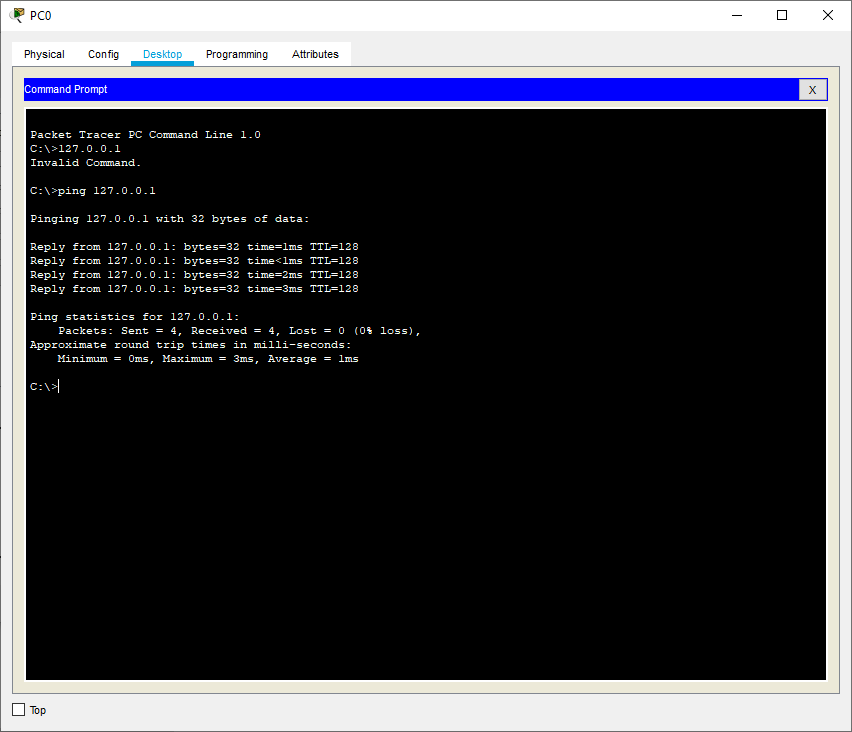 PC0
Physical Config Desktop Programming Attributes
Command Prompt X
Packet Tracer PC Command Line 1.0
C:\>127.0.0.1
Invalid Command.
C:\>ping 127.0.0.1
Pinging 127.0.0.1 with 32 bytes of data:
Reply from 127.0.0.1: bytes=32 time=1ms TTL=128
Reply from 127.0.0.1: bytes=32 time<1ms TTL=128
Reply from 127.0.0.1: bytes=32 time=2ms TTL=128
Reply from 127.0.0.1: bytes=32 time=3ms TTL=128
Ping statistics for 127.0.0.1:
Packets: Sent = 4, Received = 4, Lost = 0 (0% loss),
Approximate round trip times in milli-seconds:
Minimum = 0ms, Maximum = 3ms, Average = 1ms
C:\>
Top